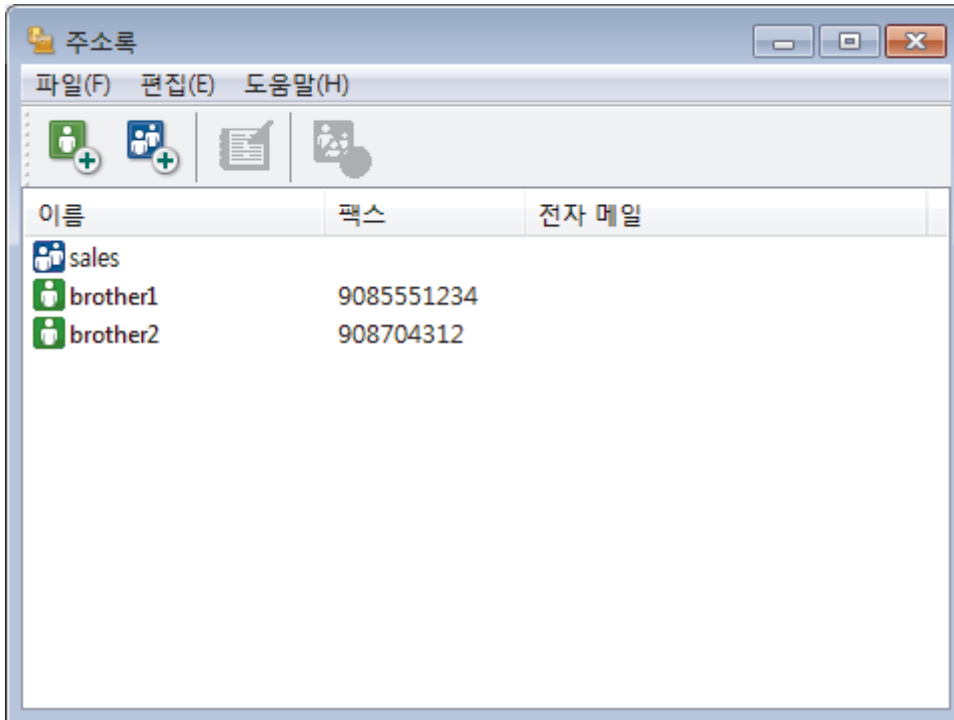 주소록
파일(F) 편집(E) 도움말(H)
이름 팩스 전자 메일
sales
brother1 9085551234
brother2 908704312